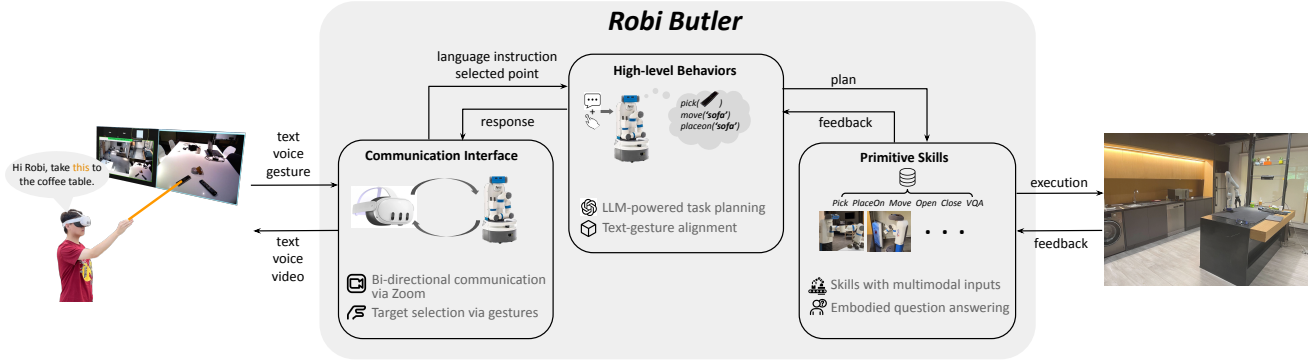 Robi Butler
Hi Robi, take this to
the coffee table.
text
voice
gesture
text
voice
video
language instruction
selected point
response
Communication Interface
Bi-directional communication
via Zoom
Target selection via gestures
High-level Behaviors
pick( )
move('sofa')
placeon('sofa')
LLM-powered task planning
Text-gesture alignment
plan
feedback
Primitive Skills
Pick PlaceOn Move Open Close VQA
. . .
Skills with multimodal inputs
Embodied question answering
execution
feedback